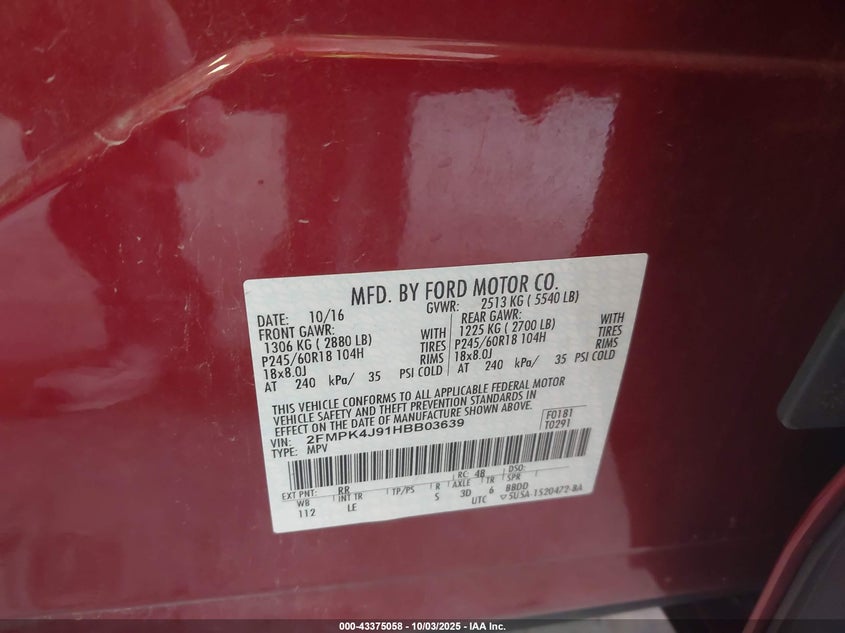 MFD. BY FORD MOTOR CO.
DATE: 10/16 GVWR: 2513 KG ( 5540 LB)
FRONT GAWR: WITH REAR GAWR: WITH
1306 KG ( 2880 LB) TIRES 1225 KG ( 2700 LB) TIRES
P245/60R18 104H RIMS P245/60R18 104H RIMS
18x8.0J 18x8.0J
AT 240 kPa/ 35 PSI COLD AT 240 kPa/ 35 PSI COLD
THIS VEHICLE CONFORMS TO ALL APPLICABLE FEDERAL MOTOR
VEHICLE SAFETY AND THEFT PREVENTION STANDARDS IN
EFFECT ON THE DATE OF MANUFACTURE SHOWN ABOVE.
F0181
T0291
VIN: 2FMPK4J91HBB03639
TYPE: MPV
EXT PNT: RR RC: 48 DSO:
WB INT TR TP/PS R AXLE TR SPR
112 LE S 3D 6 BBDD
UTC ▽5U5A-1520472-BA
000-43375058 - 10/03/2025 - IAA Inc.